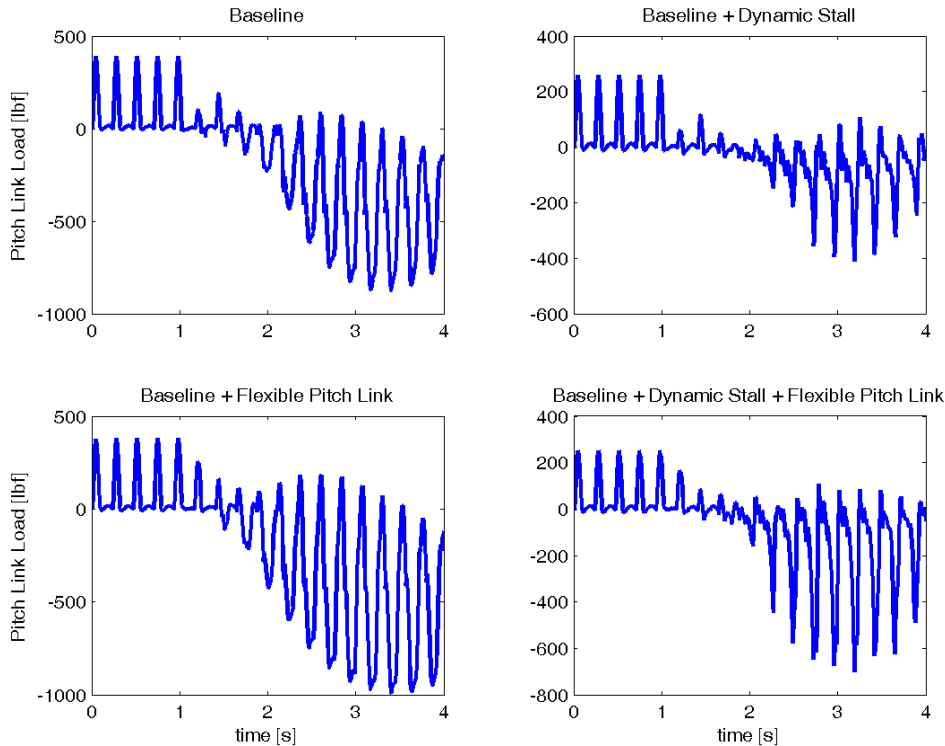 Baseline
Pitch Link Load [lbf]
500
0
-500
-1000
0 1 2 3 4
Baseline + Dynamic Stall
400
200
0
-200
-400
-600
0 1 2 3 4
Baseline + Flexible Pitch Link
Pitch Link Load [lbf]
500
0
-500
-1000
0 1 2 3 4
time [s]
Baseline + Dynamic Stall + Flexible Pitch Link
400
200
0
-200
-400
-600
-800
0 1 2 3 4
time [s]